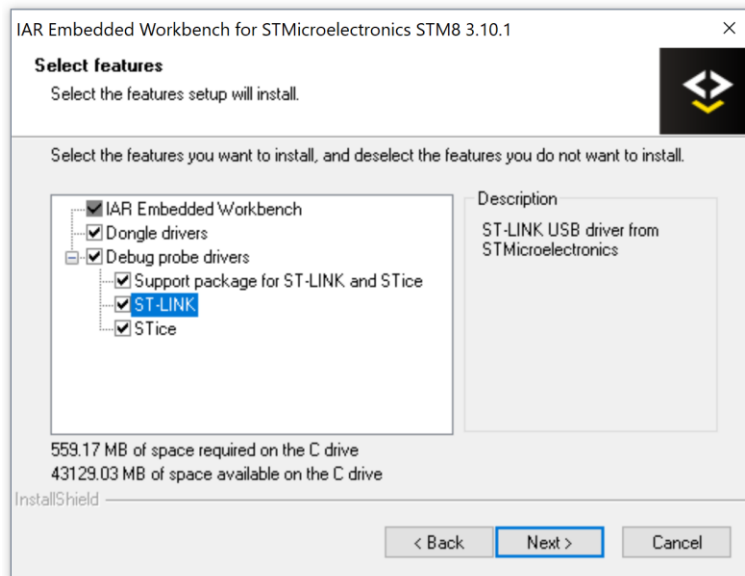 IAR Embedded Workbench for STMicroelectronics STM8 3.10.1
Select features
Select the features setup will install.
Select the features you want to install, and deselect the features you do not want to install.
IAR Embedded Workbench
Dongle drivers
Debug probe drivers
Support package for ST-LINK and STice
ST-LINK
STice
Description
ST-LINK USB driver from
STMicroelectronics
559.17 MB of space required on the C drive
43129.03 MB of space available on the C drive
InstallShield
< Back
Next >
Cancel